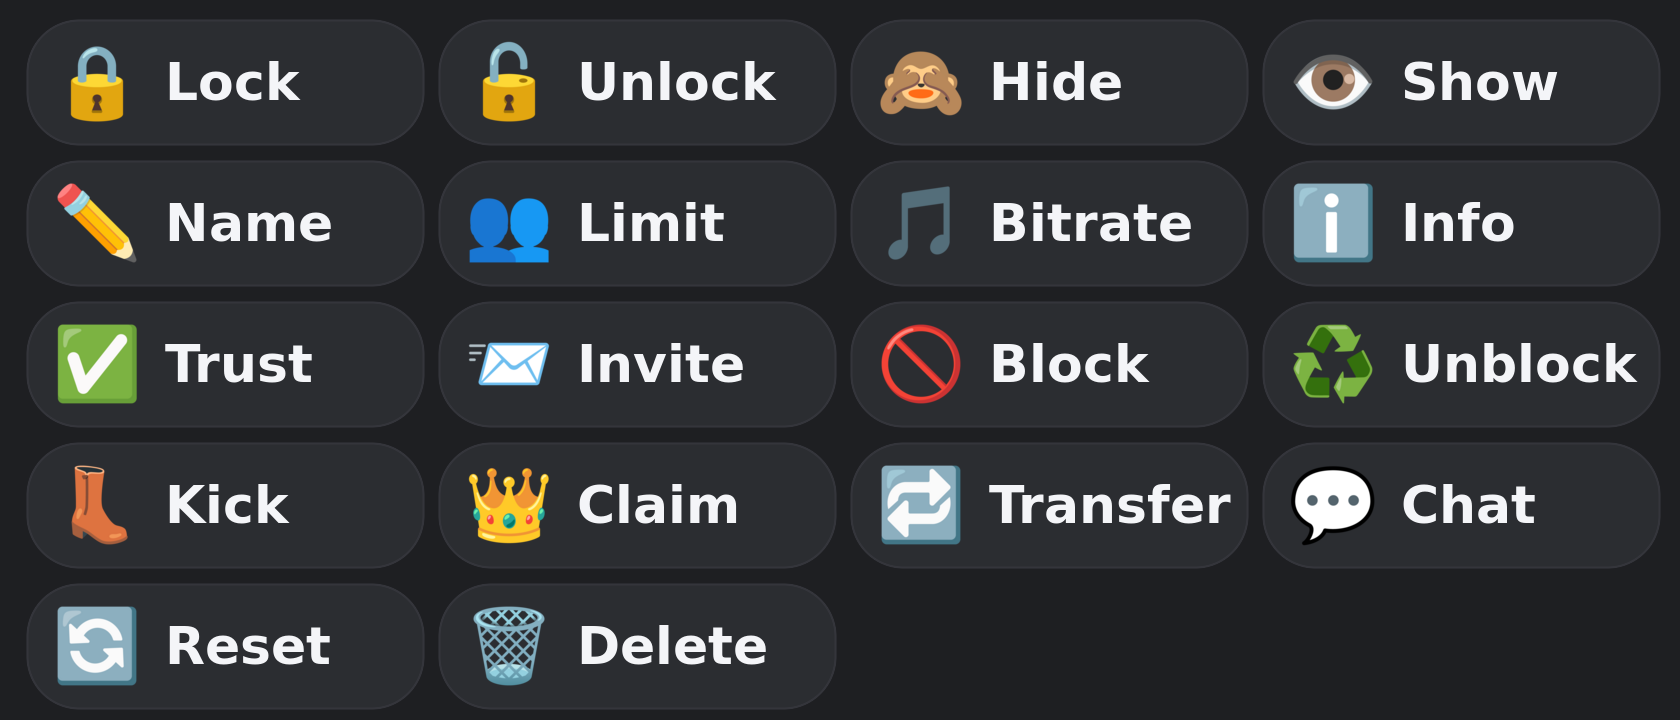 Lock Unlock Hide Show
Name Limit Bitrate Info
Trust Invite Block Unblock
Kick Claim Transfer Chat
Reset Delete